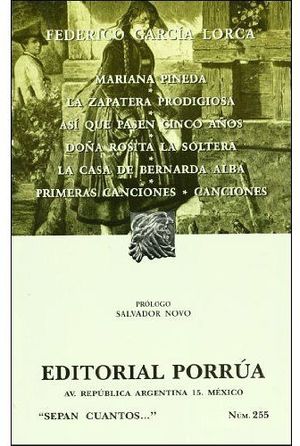 FEDERICO GARCÍA LORCA
MARIANA PINEDA
*
LA ZAPATERA PRODIGIOSA
*
ASÍ QUE PASEN CINCO AÑOS
*
DOÑA ROSITA LA SOLTERA
*
LA CASA DE BERNARDA ALBA
*
PRIMERAS CANCIONES * CANCIONES
PRÓLOGO
SALVADOR NOVO
EDITORIAL PORRÚA
AV. REPÚBLICA ARGENTINA 15. MÉXICO
"SEPAN CUANTOS..." NÚM. 255